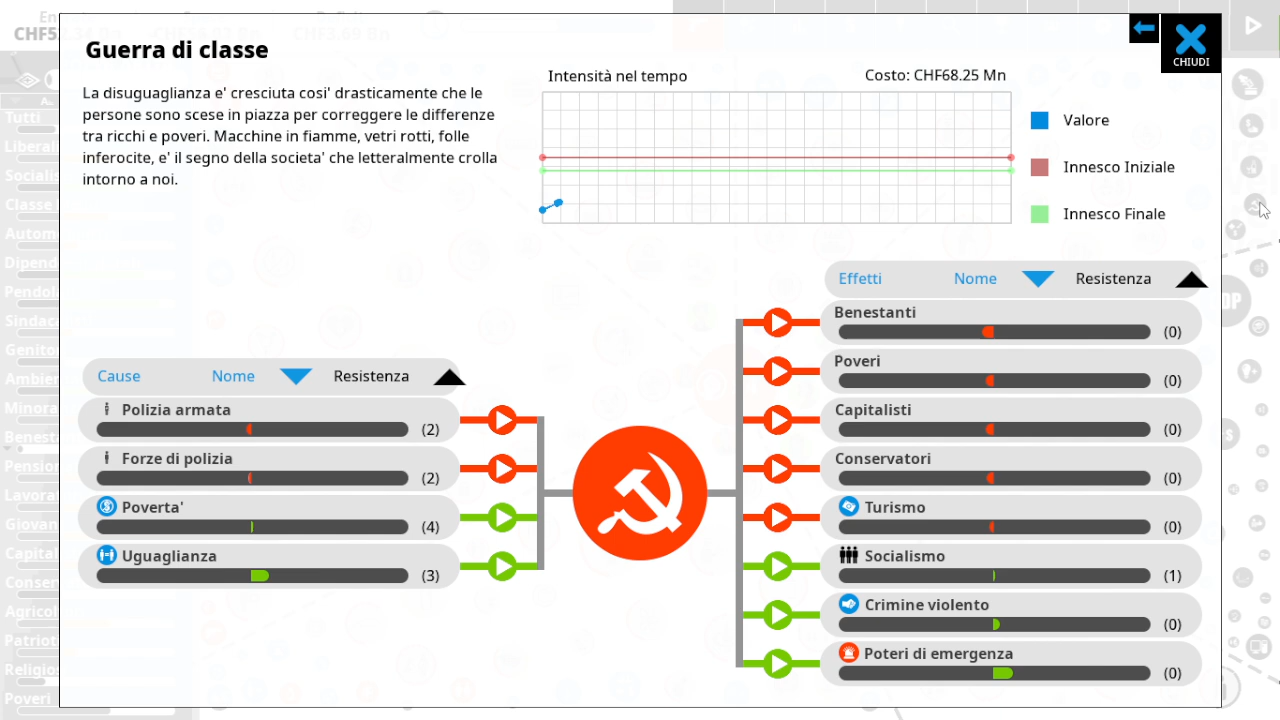 Guerra di classe
La disuguaglianza e' cresciuta cosi' drasticamente che le
persone sono scese in piazza per correggere le differenze
tra ricchi e poveri. Macchine in fiamme, vetri rotti, folle
inferocite, e' il segno della societa' che letteralmente crolla
intorno a noi.
Intensità nel tempo
Costo: CHF68.25 Mn
CHIUDI
Valore
Innesco Iniziale
Innesco Finale
Cause Nome Resistenza
Polizia armata
(2)
Forze di polizia
(2)
Poverta'
(4)
Uguaglianza
(3)
Effetti Nome Resistenza
Benestanti
(0)
Poveri
(0)
Capitalisti
(0)
Conservatori
(0)
Turismo
(0)
Socialismo
(1)
Crimine violento
(0)
Poteri di emergenza
(0)
Tutti
Liberal
Socialis
Classe
Autom
Dipend
Pendol
Sindac
Genito
Ambien
Minora
Benest
Pension
Lavora
Giovan
Capital
Conser
Agricol
Patriot
Religio
Poveri